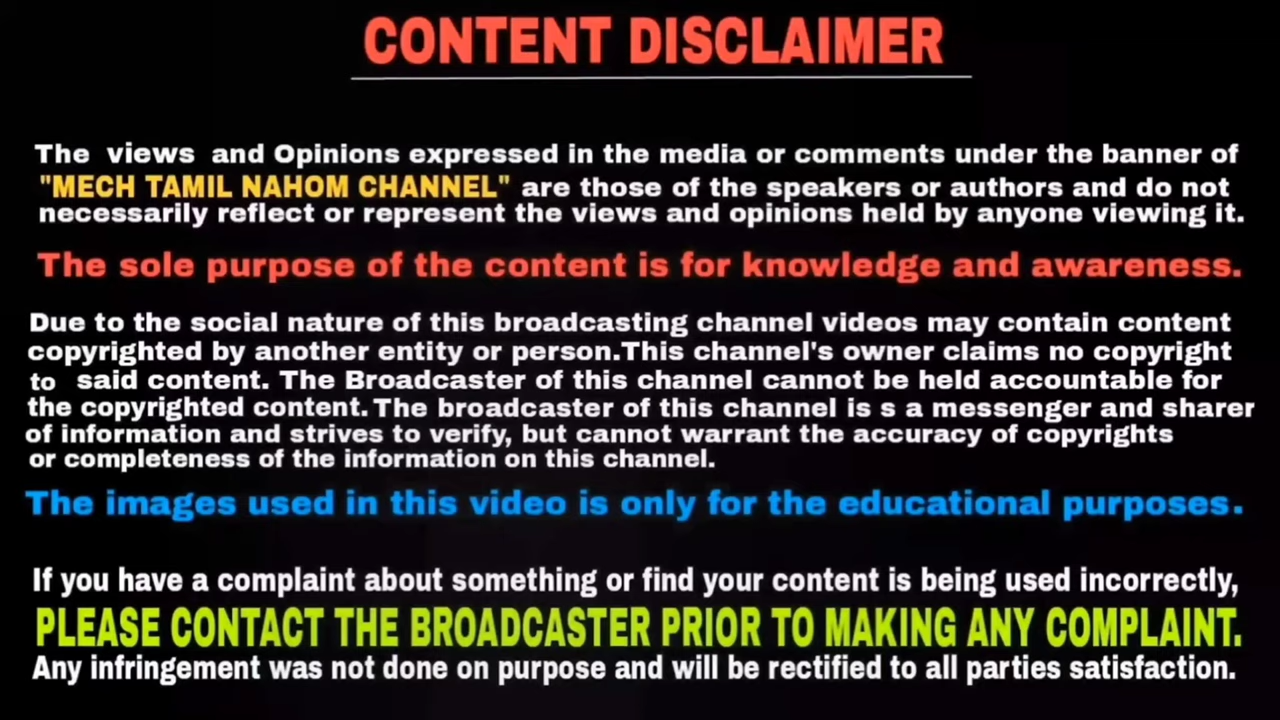 CONTENT DISCLAIMER
The views and Opinions expressed in the media or comments under the banner of
"MECH TAMIL NAHOM CHANNEL" are those of the speakers or authors and do not
necessarily reflect or represent the views and opinions held by anyone viewing it.
The sole purpose of the content is for knowledge and awareness.
Due to the social nature of this broadcasting channel videos may contain content
copyrighted by another entity or person.This channel's owner claims no copyright
to said content. The Broadcaster of this channel cannot be held accountable for
the copyrighted content. The broadcaster of this channel is s a messenger and sharer
of information and strives to verify, but cannot warrant the accuracy of copyrights
or completeness of the information on this channel.
The images used in this video is only for the educational purposes.
If you have a complaint about something or find your content is being used incorrectly,
PLEASE CONTACT THE BROADCASTER PRIOR TO MAKING ANY COMPLAINT.
Any infringement was not done on purpose and will be rectified to all parties satisfaction.